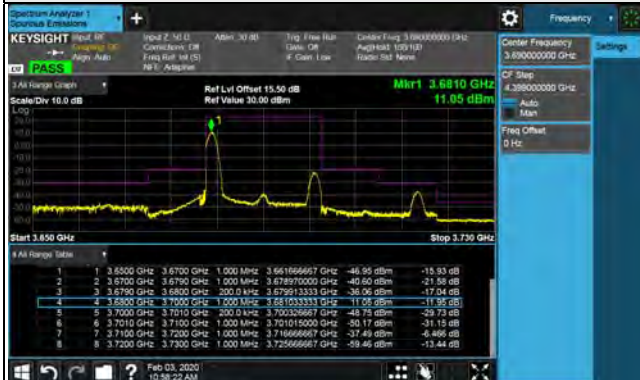 Spectrum Analyzer 1
Spurious Emissions
Frequency
KEYSIGHT Input: RF
Coupling: DC
Align: Auto
Input Z: 50 Ω
Corrections: Off
Freq Ref: Int (S)
NFE: Adaptive
Atten: 30 dB
Trig: Free Run
Gate: Off
IF Gain: Low
Center Freq: 3.690000000 GHz
Avg|Hold: 100/100
Radio Std: None
PASS
Center Frequency
3.690000000 GHz
Settings
CF Step
4.398000000 GHz
Auto
Man
Freq Offset
0 Hz
3 All Range Graph
Scale/Div 10.0 dB
Ref Lvl Offset 15.50 dB
Ref Value 30.00 dBm
Mkr1 3.6810 GHz
11.05 dBm
Log
1
Start 3.650 GHz
Stop 3.730 GHz
4 All Range Table
1 1 3.6500 GHz 3.6700 GHz 1.000 MHz 3.661666667 GHz -46.95 dBm -15.93 dB
2 2 3.6700 GHz 3.6790 GHz 1.000 MHz 3.678970000 GHz -40.60 dBm -21.58 dB
3 3 3.6790 GHz 3.6800 GHz 200.0 kHz 3.679913333 GHz -36.06 dBm -17.04 dB
4 4 3.6800 GHz 3.7000 GHz 1.000 MHz 3.681033333 GHz 11.05 dBm -11.95 dB
5 5 3.7000 GHz 3.7010 GHz 200.0 kHz 3.700326667 GHz -48.75 dBm -29.73 dB
6 6 3.7010 GHz 3.7100 GHz 1.000 MHz 3.701015000 GHz -50.17 dBm -31.15 dB
7 7 3.7100 GHz 3.7200 GHz 1.000 MHz 3.716666667 GHz -37.49 dBm -6.466 dB
8 8 3.7200 GHz 3.7300 GHz 1.000 MHz 3.725666667 GHz -59.46 dBm -13.44 dB
Feb 03, 2020
10:58:22 AM